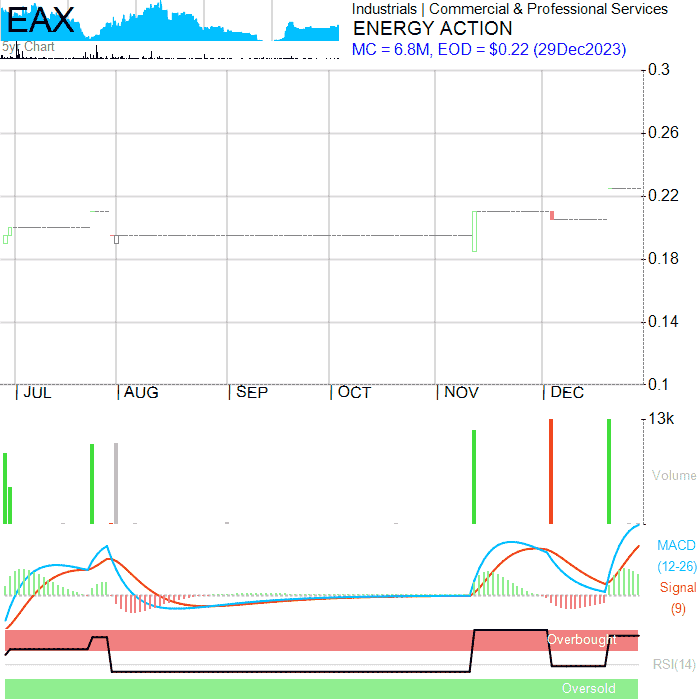 EAX
5yr Chart
Industrials | Commercial & Professional Services
ENERGY ACTION
MC = 6.8M, EOD = $0.22 (29Dec2023)
0.3
0.26
0.22
0.18
0.14
0.1
JUL AUG SEP OCT NOV DEC
13k
Volume
MACD
(12-26)
Signal
(9)
Overbought
RSI(14)
Oversold